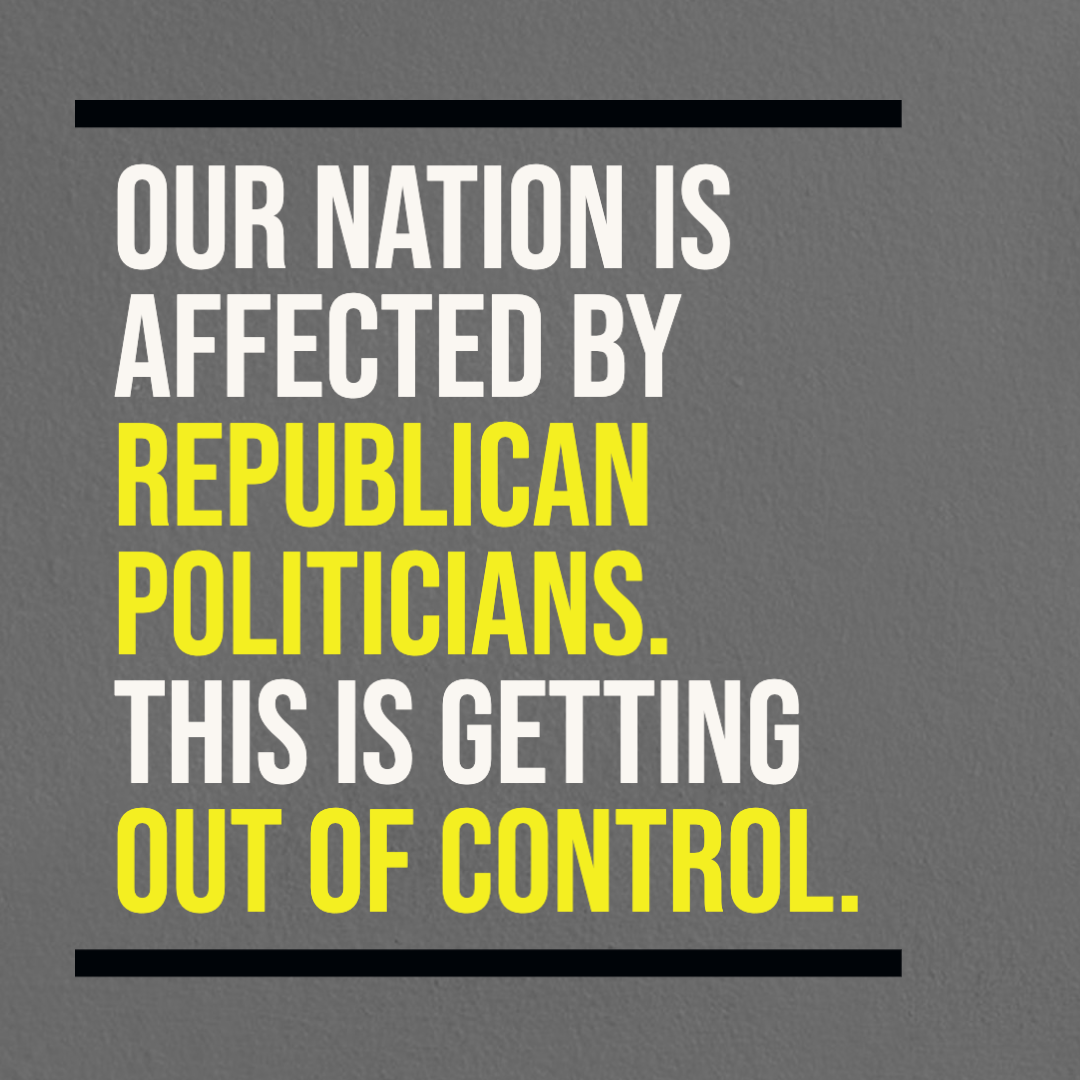 OUR NATION IS
AFFECTED BY
REPUBLICAN
POLITICIANS.
THIS IS GETTING
OUT OF CONTROL.